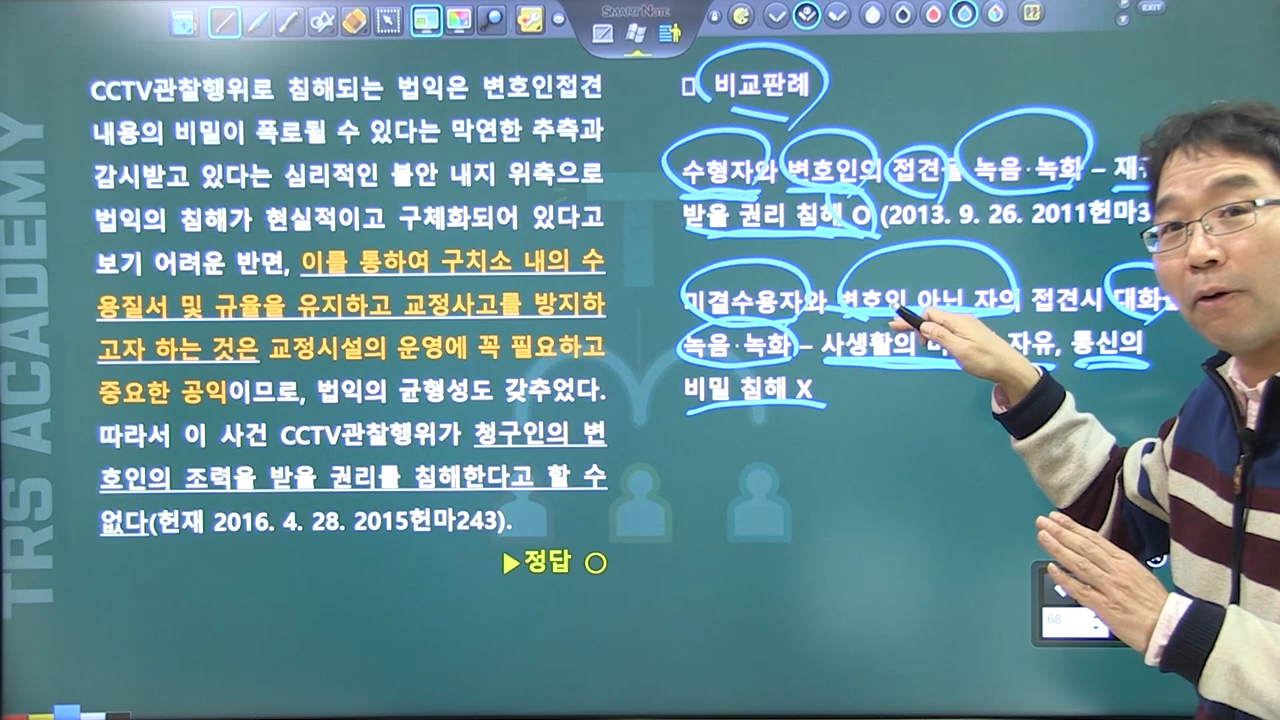 SMART NOTE
EXIT
TRS ACADEMY
CCTV관찰행위로 침해되는 법익은 변호인접견
내용의 비밀이 폭로될 수 있다는 막연한 추측과
감시받고 있다는 심리적인 불안 내지 위축으로
법익의 침해가 현실적이고 구체화되어 있다고
보기 어려운 반면, 이를 통하여 구치소 내의 수
용질서 및 규율을 유지하고 교정사고를 방지하
고자 하는 것은 교정시설의 운영에 꼭 필요하고
중요한 공익이므로, 법익의 균형성도 갖추었다.
따라서 이 사건 CCTV관찰행위가 청구인의 변
호인의 조력을 받을 권리를 침해한다고 할 수
없다(헌재 2016. 4. 28. 2015헌마243).
▶정답 ○
□ 비교판례
수형자와 변호인의 접견을 녹음·녹화 – 재
받을 권리 침해 O (2013. 9. 26. 2011헌마3
미결수용자와 변호인 아닌 자의 접견시 대화
녹음·녹화 – 사생활의 자유, 통신의
비밀 침해 X
68